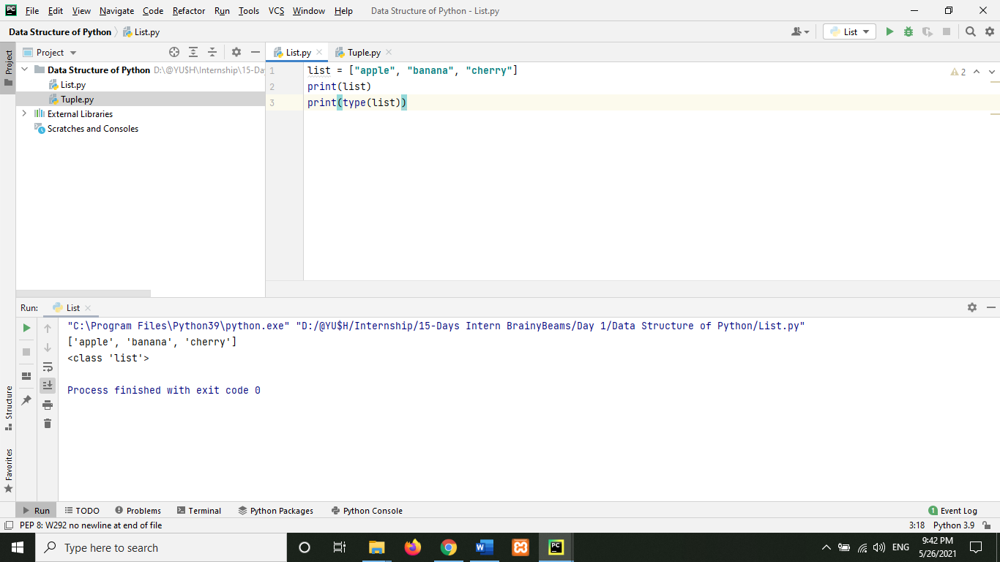 PC File Edit View Navigate Code Refactor Run Tools VCS Window Help Data Structure of Python - List.py
Data Structure of Python List.py List
Project List.py Tuple.py
Data Structure of Python D:\@YU$H\Internship\15-Da
List.py
Tuple.py
External Libraries
Scratches and Consoles
Project
1 list = ["apple", "banana", "cherry"] 2
2 print(list)
3 print(type(list))
Run: List
"C:\Program Files\Python39\python.exe" "D:/@YU$H/Internship/15-Days Intern BrainyBeams/Day 1/Data Structure of Python/List.py"
['apple', 'banana', 'cherry']
<class 'list'>
Process finished with exit code 0
Structure
Favorites
Run TODO Problems Terminal Python Packages Python Console 1 Event Log
PEP 8: W292 no newline at end of file 3:18 Python 3.9
Type here to search W PC ENG 9:42 PM
5/26/2021